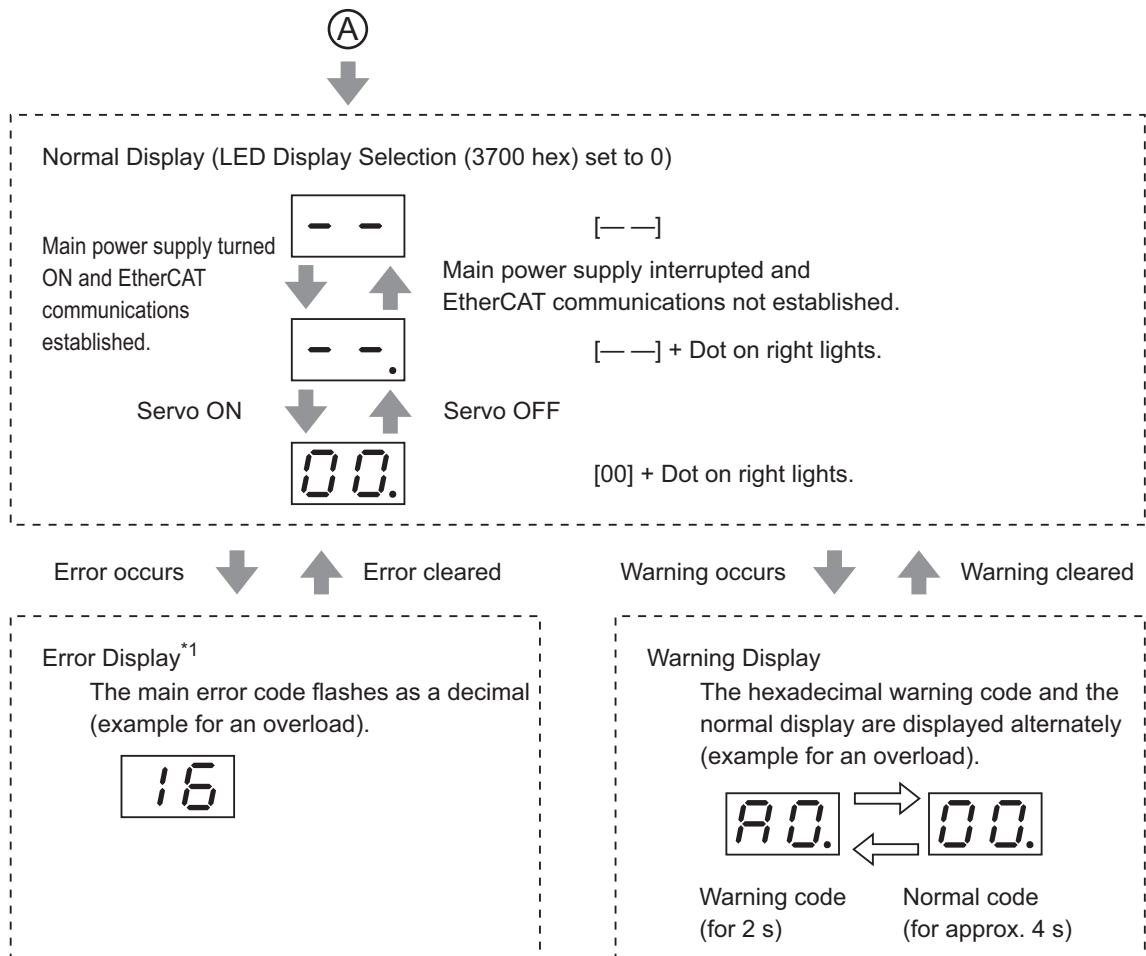 A
Normal Display (LED Display Selection (3700 hex) set to 0)
- -
[— —]
Main power supply turned
ON and EtherCAT
communications
established.
Main power supply interrupted and
EtherCAT communications not established.
- -.
[— —] + Dot on right lights.
Servo ON
Servo OFF
00.
[00] + Dot on right lights.
Error occurs
Error cleared
Warning occurs
Warning cleared
Error Display*1
The main error code flashes as a decimal
(example for an overload).
16
Warning Display
The hexadecimal warning code and the
normal display are displayed alternately
(example for an overload).
A0.
00.
Warning code
(for 2 s)
Normal code
(for approx. 4 s)